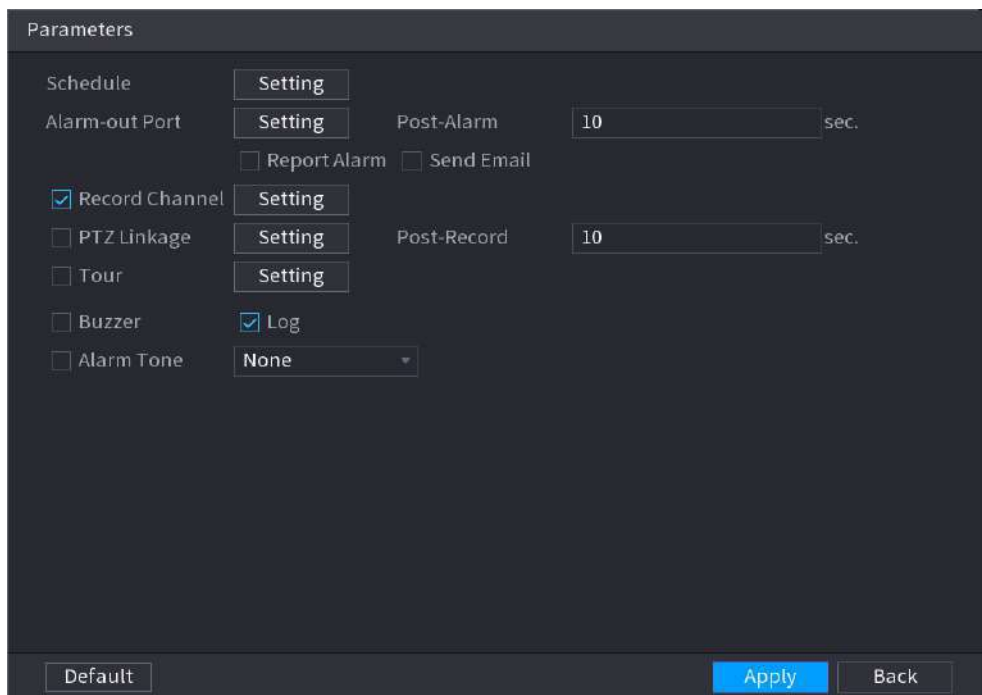 Parameters
Schedule Setting
Alarm-out Port Setting Post-Alarm 10 sec.
Report Alarm Send Email
Record Channel Setting
PTZ Linkage Setting Post-Record 10 sec.
Tour Setting
Buzzer Log
Alarm Tone None
Default Apply Back